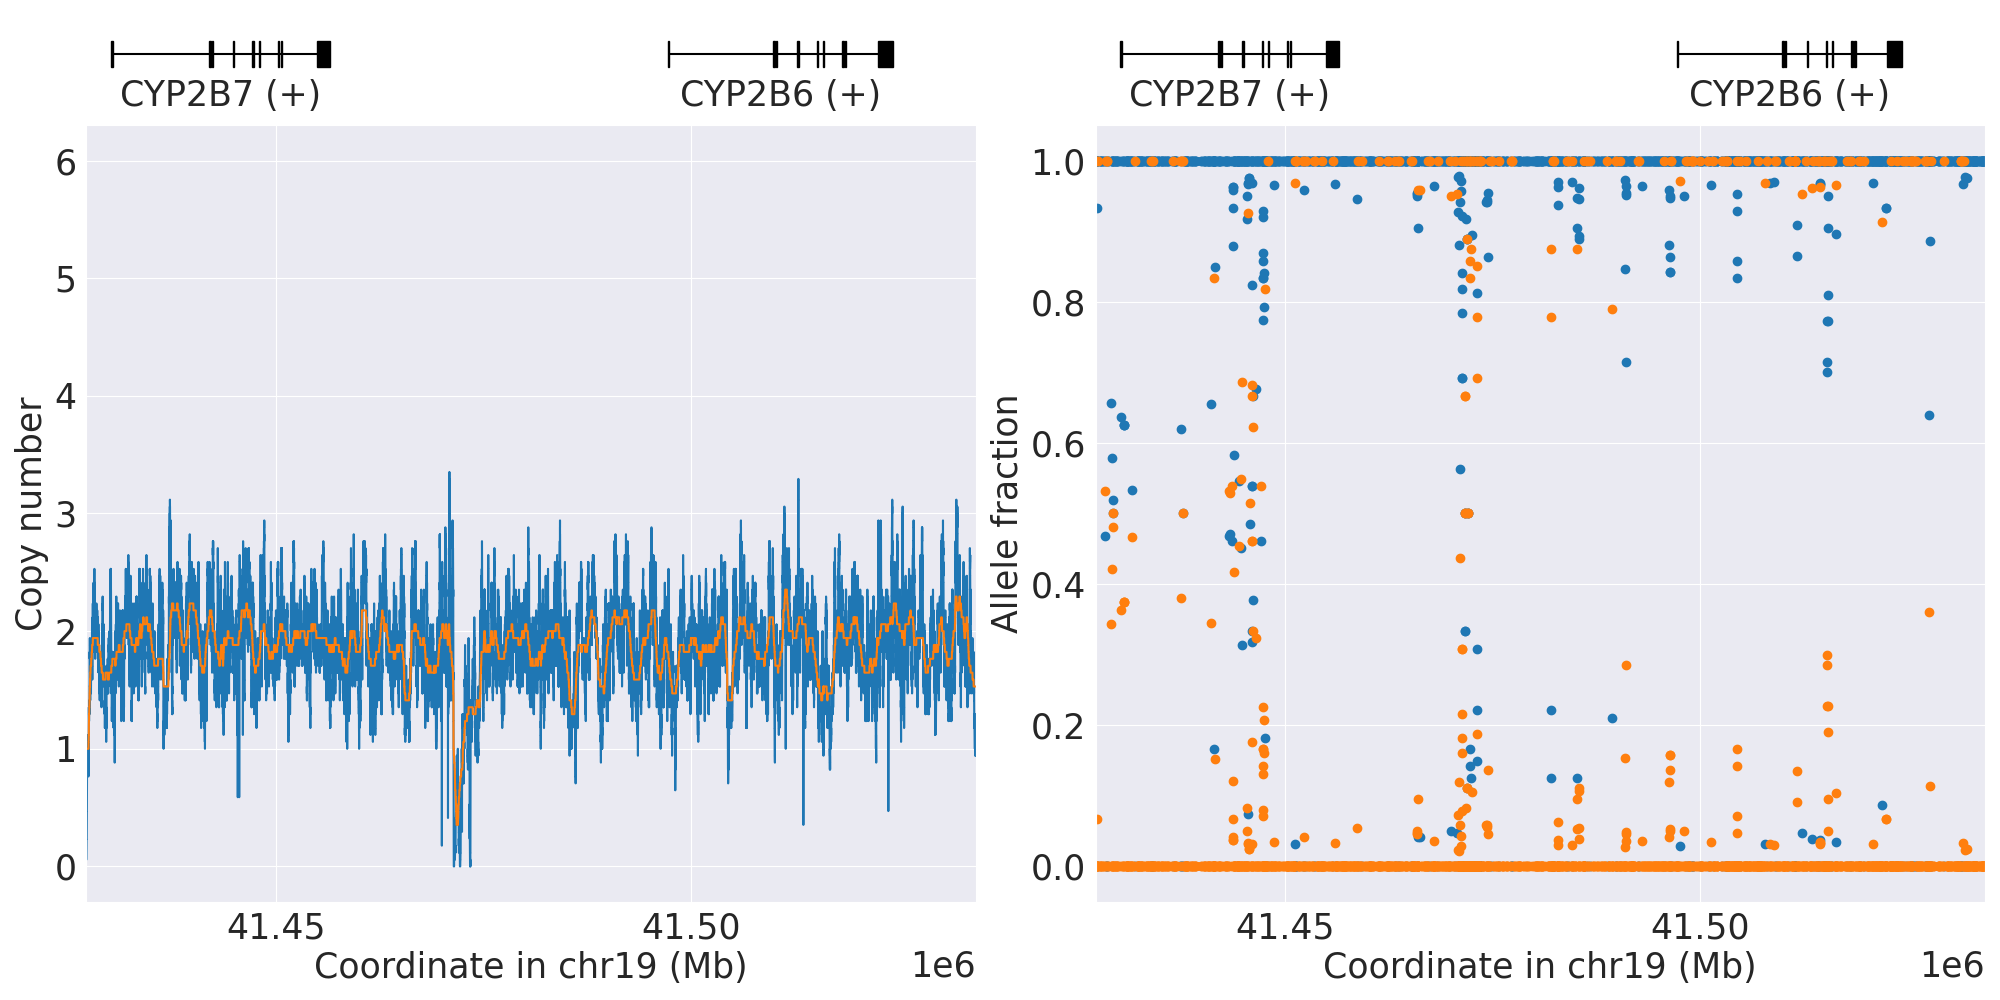 CYP2B7 (+)
CYP2B6 (+)
CYP2B7 (+)
CYP2B6 (+)
Copy number
6
5
4
3
2
1
0
41.45
41.50
Coordinate in chr19 (Mb)
1e6
Allele fraction
1.0
0.8
0.6
0.4
0.2
0.0
41.45
41.50
Coordinate in chr19 (Mb)
1e6